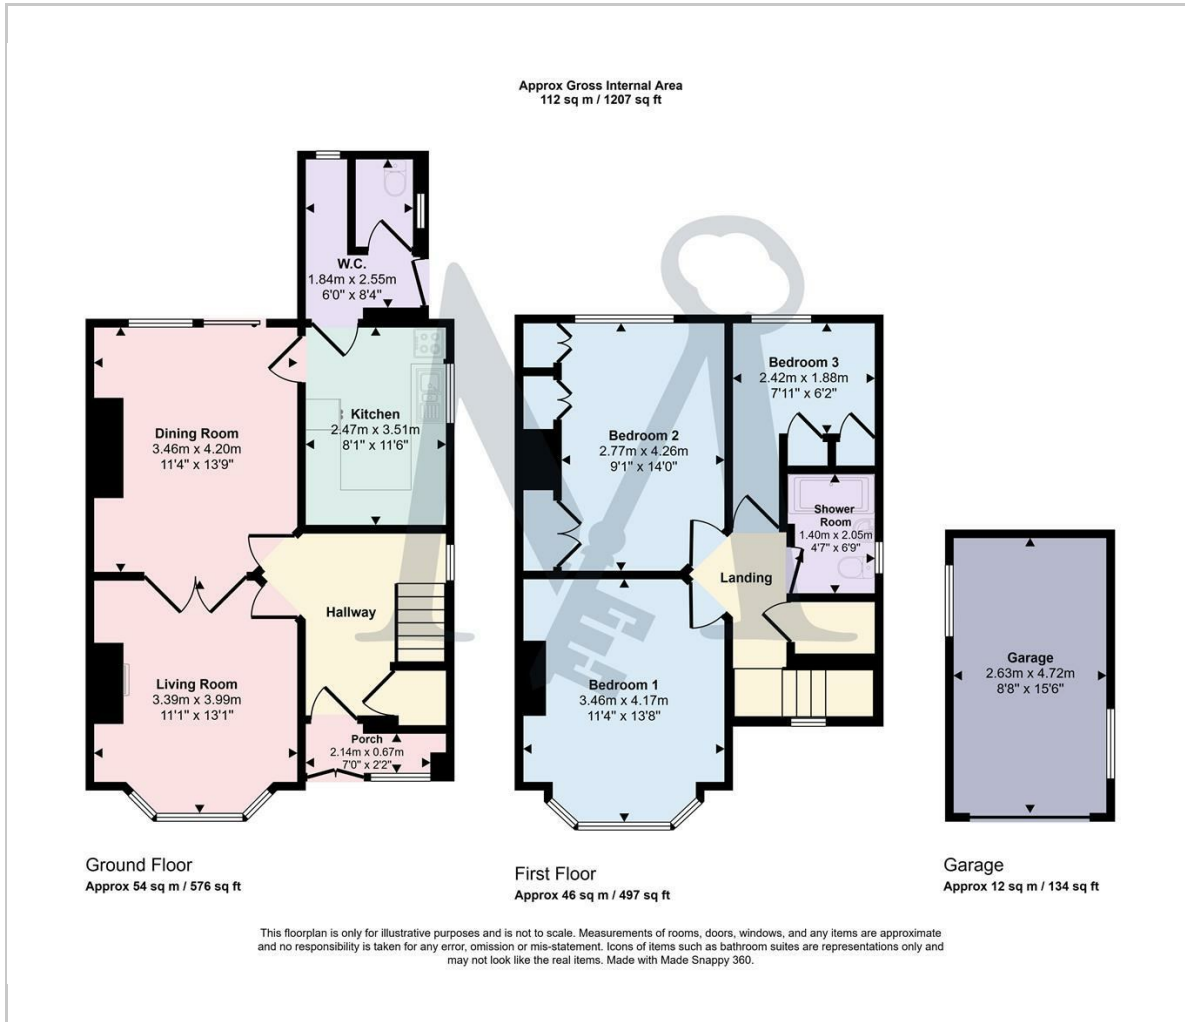 Approx Gross Internal Area
112 sq m / 1207 sq ft
W.C.
1.84m x 2.55m
6'0" x 8'4"
Dining Room
3.46m x 4.20m
11'4" x 13'9"
Kitchen
2.47m x 3.51m
8'1" x 11'6"
Hallway
Living Room
3.39m x 3.99m
11'1" x 13'1"
Porch
2.14m x 0.67m
7'0" x 2'2"
Ground Floor
Approx 54 sq m / 576 sq ft
Bedroom 3
2.42m x 1.88m
7'11" x 6'2"
Bedroom 2
2.77m x 4.26m
9'1" x 14'0"
Shower
Room
1.40m x 2.05m
4'7" x 6'9"
Landing
Bedroom 1
3.46m x 4.17m
11'4" x 13'8"
First Floor
Approx 46 sq m / 497 sq ft
Garage
2.63m x 4.72m
8'8" x 15'6"
Garage
Approx 12 sq m / 134 sq ft
This floorplan is only for illustrative purposes and is not to scale. Measurements of rooms, doors, windows, and any items are approximate
and no responsibility is taken for any error, omission or mis-statement. Icons of items such as bathroom suites are representations only and
may not look like the real items. Made with Made Snappy 360.